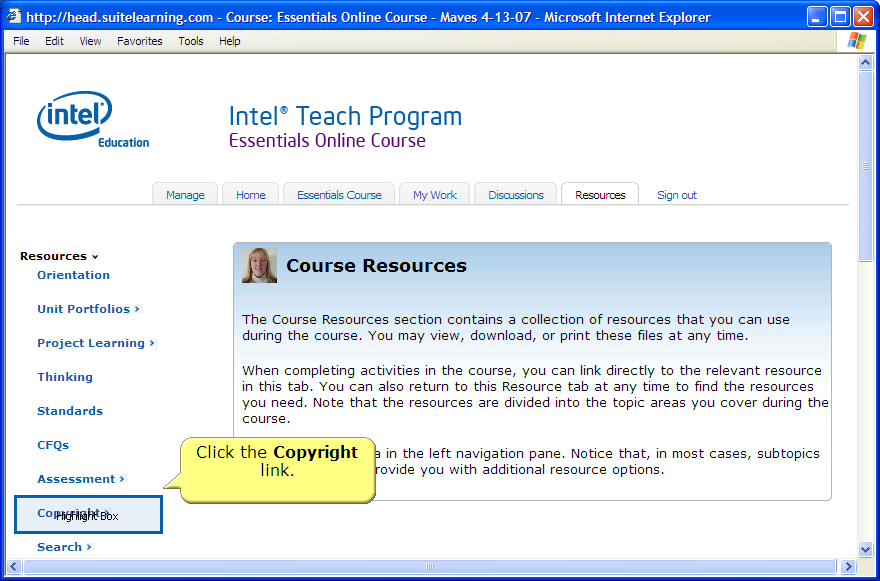 http://head.suitelearning.com - Course: Essentials Online Course - Maves 4-13-07 - Microsoft Internet Explorer
File Edit View Favorites Tools Help
intel
Education
Intel® Teach Program
Essentials Online Course
Manage Home Essentials Course My Work Discussions Resources Sign out
Resources
Orientation
Unit Portfolios
Project Learning
Thinking
Standards
CFQs
Assessment
Copyright
Highlight Box
Search
Course Resources
The Course Resources section contains a collection of resources that you can use
during the course. You may view, download, or print these files at any time.
When completing activities in the course, you can link directly to the relevant resource
in this tab. You can also return to this Resource tab at any time to find the resources
you need. Note that the resources are divided into the topic areas you cover during the
course.
in the left navigation pane. Notice that, in most cases, subtopics
provide you with additional resource options.
Click the Copyright
link.